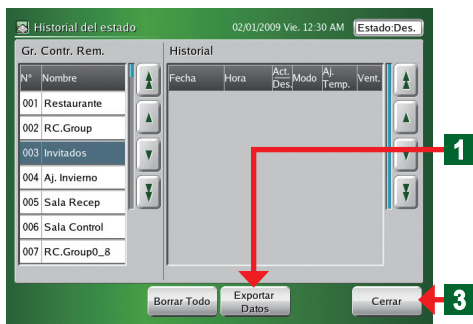 Historial del estado 02/01/2009 Vie. 12:30 AM Estado:Des.
Gr. Contr. Rem.
N° Nombre
001 Restaurante
002 RC.Group
003 Invitados
004 Aj. Invierno
005 Sala Recep
006 Sala Control
007 RC.Group0_8
Historial
Fecha Hora Act. Des. Modo Aj. Temp. Vent.
1
Borrar Todo
Exportar
Datos
Cerrar
3